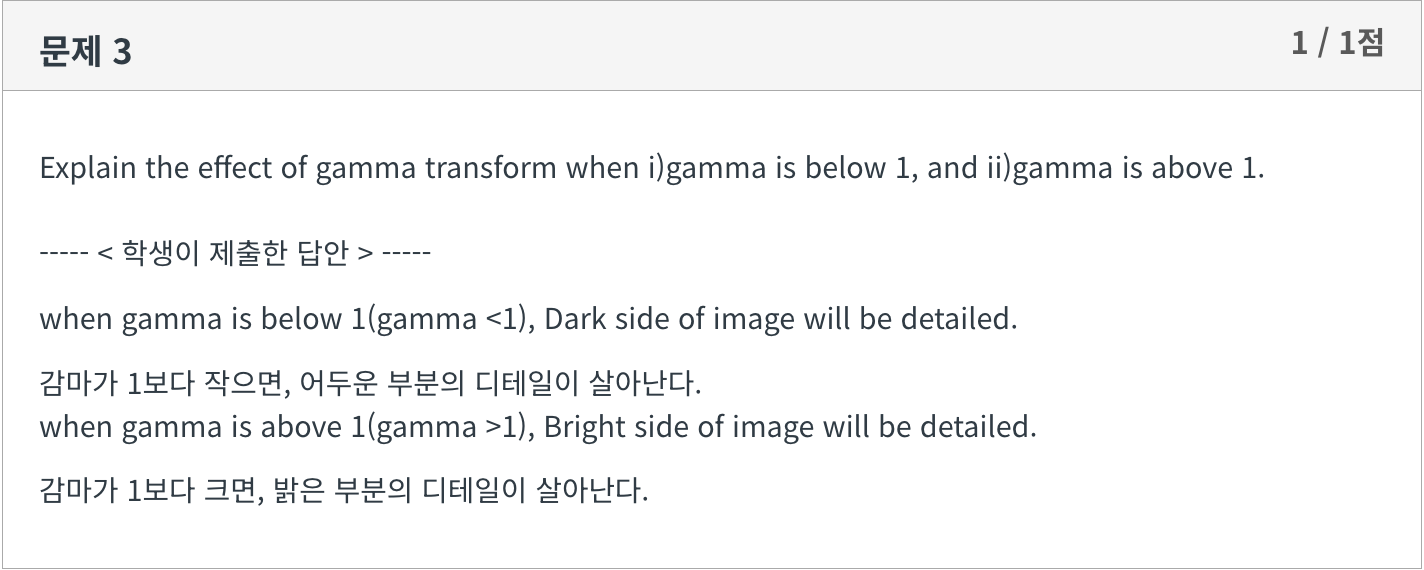 문제 3
1 / 1점
Explain the effect of gamma transform when i)gamma is below 1, and ii)gamma is above 1.
----- < 학생이 제출한 답안 > -----
when gamma is below 1(gamma <1), Dark side of image will be detailed.
감마가 1보다 작으면, 어두운 부분의 디테일이 살아난다.
when gamma is above 1(gamma >1), Bright side of image will be detailed.
감마가 1보다 크면, 밝은 부분의 디테일이 살아난다.